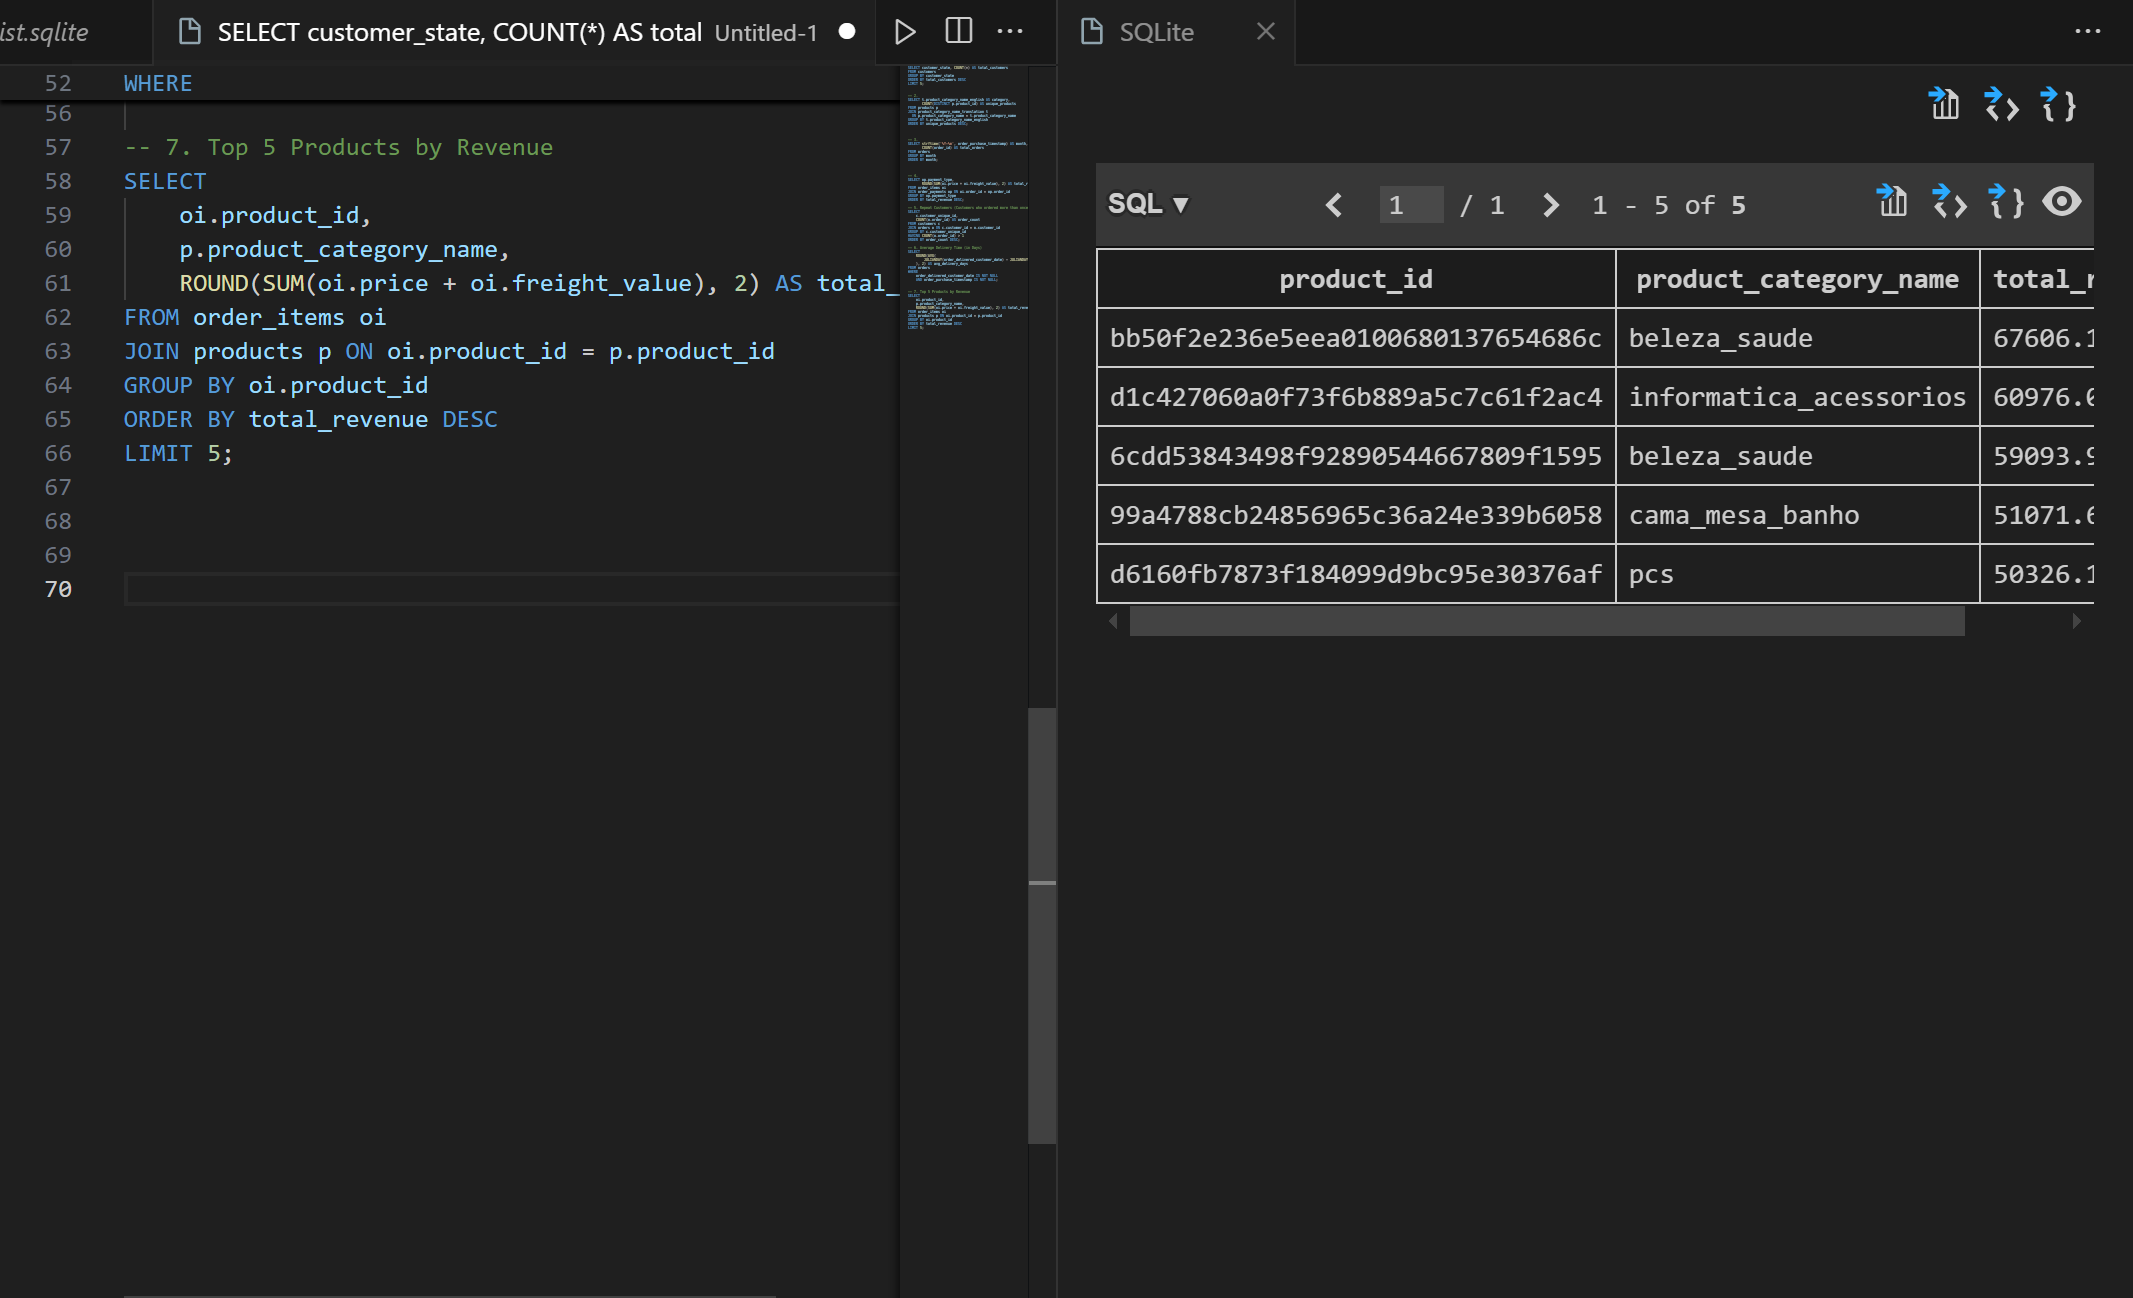 ist.sqlite
SELECT customer_state, COUNT(*) AS total Untitled-1
52 WHERE
56
57 -- 7. Top 5 Products by Revenue
58 SELECT
59 oi.product_id,
60 p.product_category_name,
61 ROUND(SUM(oi.price + oi.freight_value), 2) AS total_
62 FROM order_items oi
63 JOIN products p ON oi.product_id = p.product_id
64 GROUP BY oi.product_id
65 ORDER BY total_revenue DESC
66 LIMIT 5;
67
68
69
70
SQLite
SQL ▼ 1 / 1 1 - 5 of 5
product_id product_category_name total_r
bb50f2e236e5eea0100680137654686c beleza_saude 67606.1
d1c427060a0f73f6b889a5c7c61f2ac4 informatica_acessorios 60976.0
6cdd53843498f92890544667809f1595 beleza_saude 59093.9
99a4788cb24856965c36a24e339b6058 cama_mesa_banho 51071.6
d6160fb7873f184099d9bc95e30376af pcs 50326.1